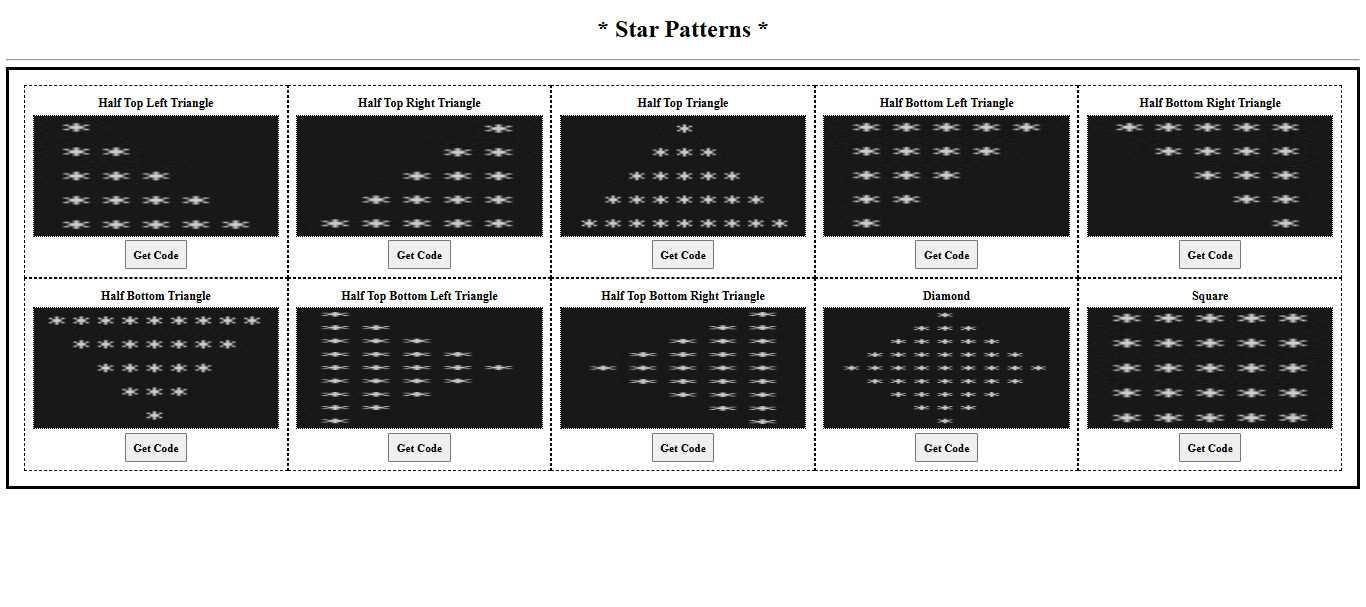 * Star Patterns *
Half Top Left Triangle
Half Top Right Triangle
Half Top Triangle
Half Bottom Left Triangle
Half Bottom Right Triangle
*
* *
* * *
* * * *
* * * * *
*
* *
* * *
* * * *
* * * * *
*
* * *
* * * * *
* * * * * * *
* * * * * * * * *
* * * * *
* * * *
* * *
* *
*
* * * * *
* * * *
* * *
* *
*
Get Code
Get Code
Get Code
Get Code
Get Code
Half Bottom Triangle
Half Top Bottom Left Triangle
Half Top Bottom Right Triangle
Diamond
Square
* * * * * * * * *
* * * * * * *
* * * * *
* * *
*
*
* *
* * *
* * * *
* * * * *
* * * *
* * *
* *
*
*
* *
* * *
* * * *
* * * * *
* * * *
* * *
* *
*
*
* * *
* * * * *
* * * * * * *
* * * * * * * * *
* * * * * * *
* * * * *
* * *
*
* * * * *
* * * * *
* * * * *
* * * * *
* * * * *
Get Code
Get Code
Get Code
Get Code
Get Code